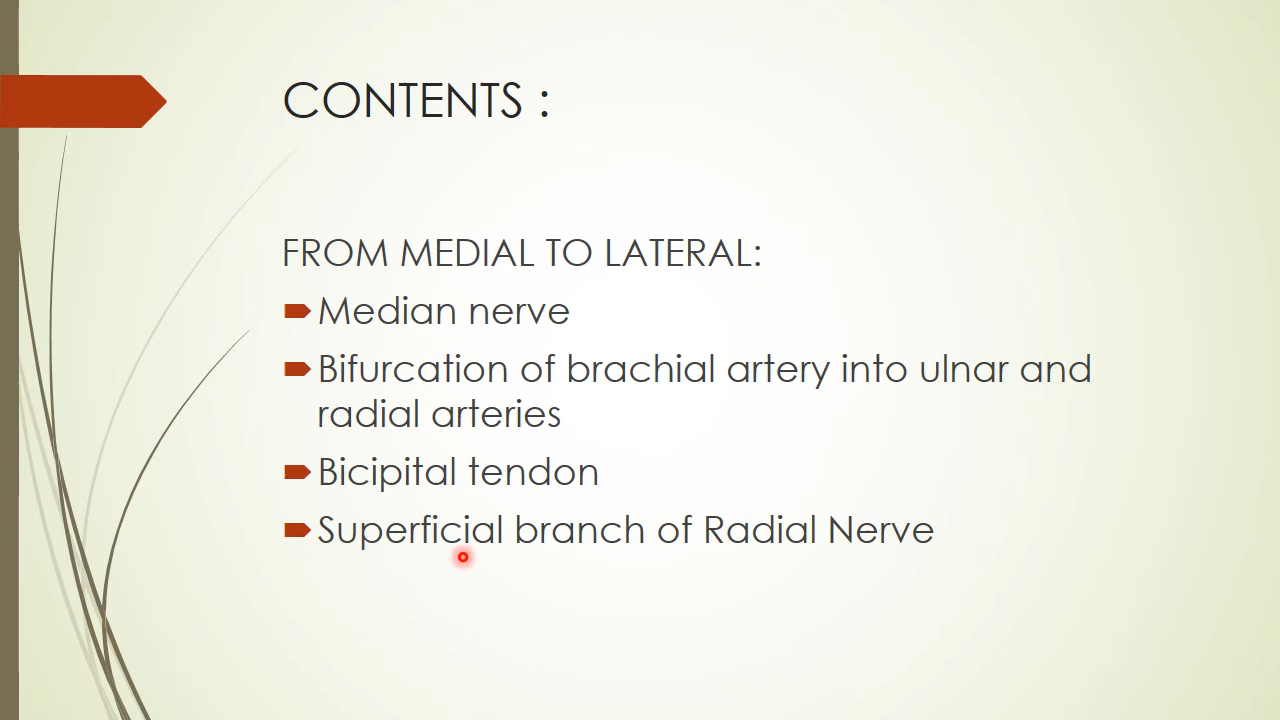 CONTENTS :
FROM MEDIAL TO LATERAL:
Median nerve
Bifurcation of brachial artery into ulnar and
radial arteries
Bicipital tendon
Superficial branch of Radial Nerve